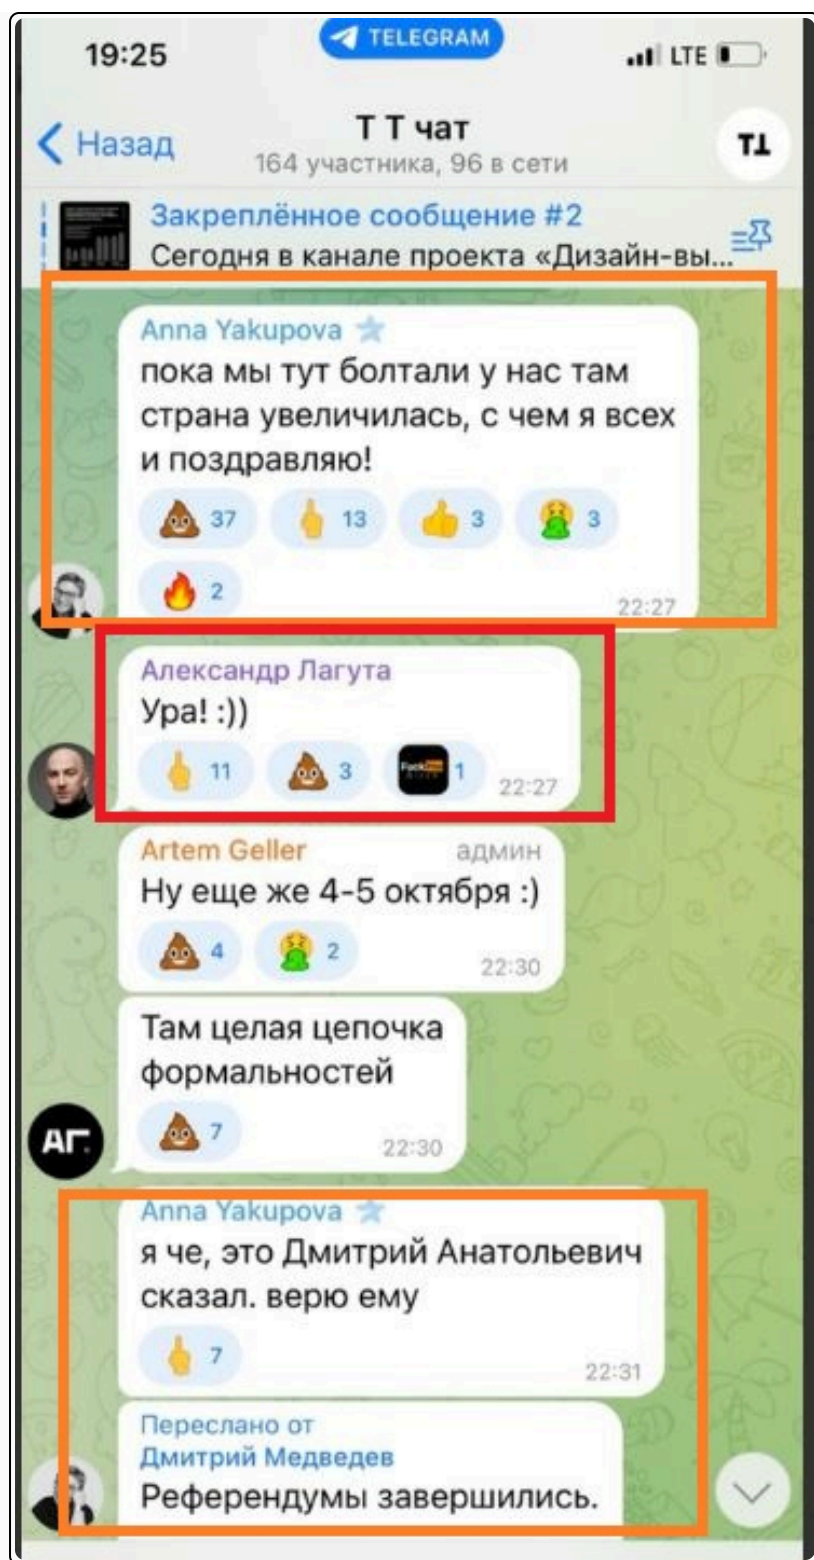 19:25
TELEGRAM
LTE
Назад
Т Т чат
164 участника, 96 в сети
ТТ
Закреплённое сообщение #2
Сегодня в канале проекта «Дизайн-вы...
Anna Yakupova
пока мы тут болтали у нас там
страна увеличилась, с чем я всех
и поздравляю!
37
13
3
3
2
22:27
Александр Лагута
Ура! :))
11
3
1
22:27
Artem Geller
админ
Ну еще же 4-5 октября :)
4
2
22:30
Там целая цепочка
формальностей
АГ.
7
22:30
Anna Yakupova
я че, это Дмитрий Анатольевич
сказал. верю ему
7
22:31
Переслано от
Дмитрий Медведев
Референдумы завершились.